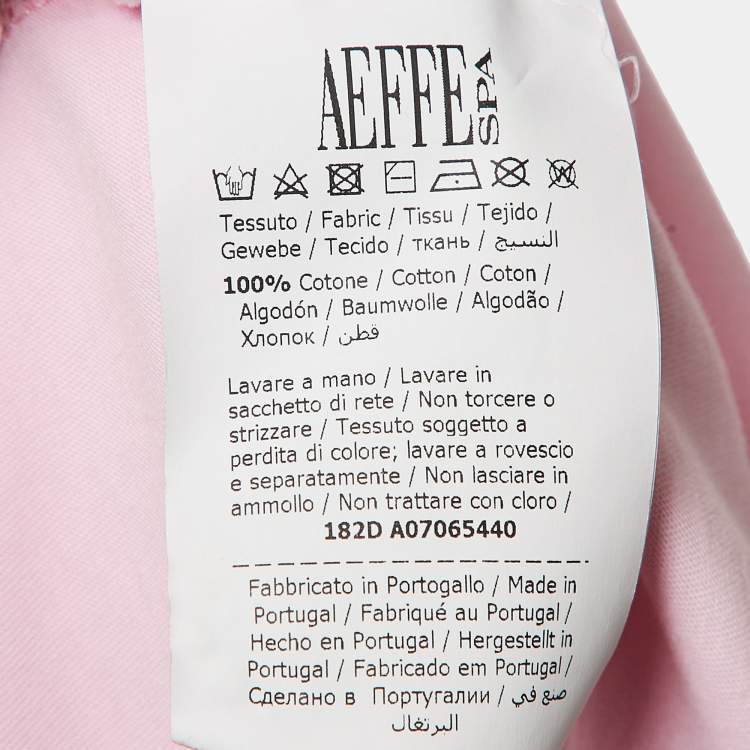 AEFFE SPA
Tessuto / Fabric / Tissu / Tejido /
Gewebe / Tecido / ткань / النسيج
100% Cotone / Cotton / Coton /
Algodón / Baumwolle / Algodão /
Хлопок / قطن
Lavare a mano / Lavare in
sacchetto di rete / Non torcere o
strizzare / Tessuto soggetto a
perdita di colore; lavare a rovescio
e separatamente / Non lasciare in
ammollo / Non trattare con cloro /
182D A07065440
Fabbricato in Portogallo / Made in
Portugal / Fabriqué au Portugal /
Hecho en Portugal / Hergestellt in
Portugal / Fabricado em Portugal /
Сделано в Португалии / صنع في
البرتغال